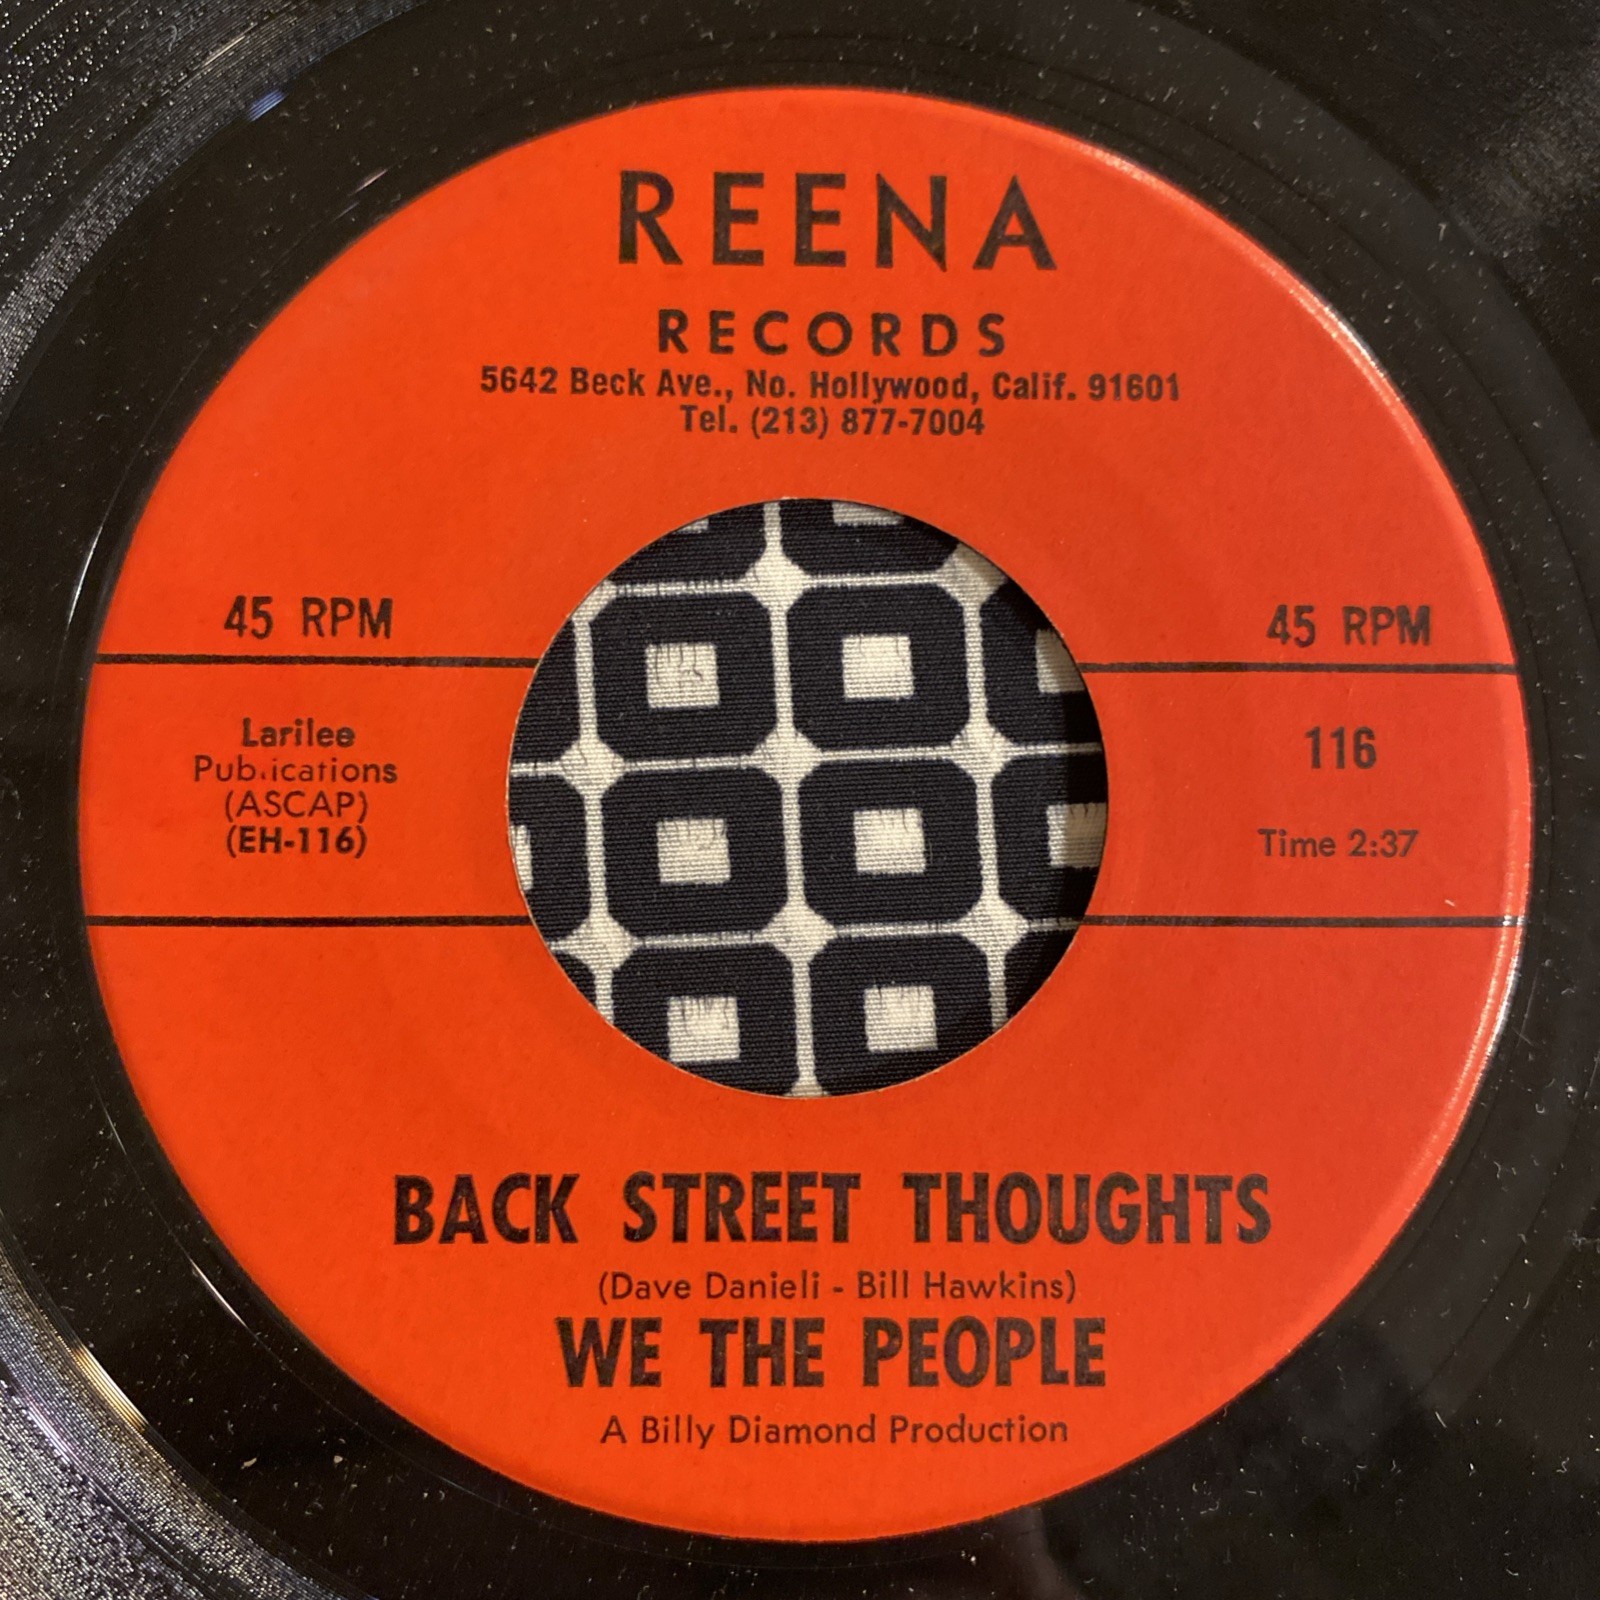 REENA
RECORDS
5642 Beck Ave., No. Hollywood, Calif. 91601
Tel. (213) 877-7004
45 RPM
45 RPM
Larilee
Publications
(ASCAP)
(EH-116)
116
Time 2:37
BACK STREET THOUGHTS
(Dave Danieli - Bill Hawkins)
WE THE PEOPLE
A Billy Diamond Production